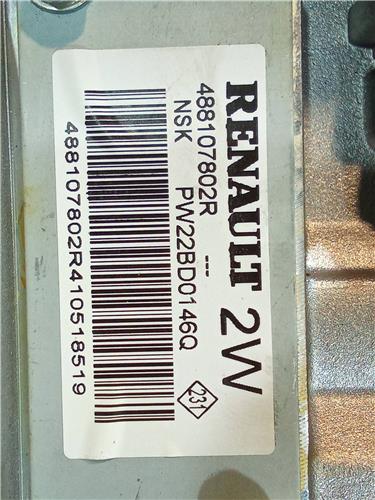 RENAULT 2W
488107802R ---
NSK PW22BD0146Q
231
488107802R410518519